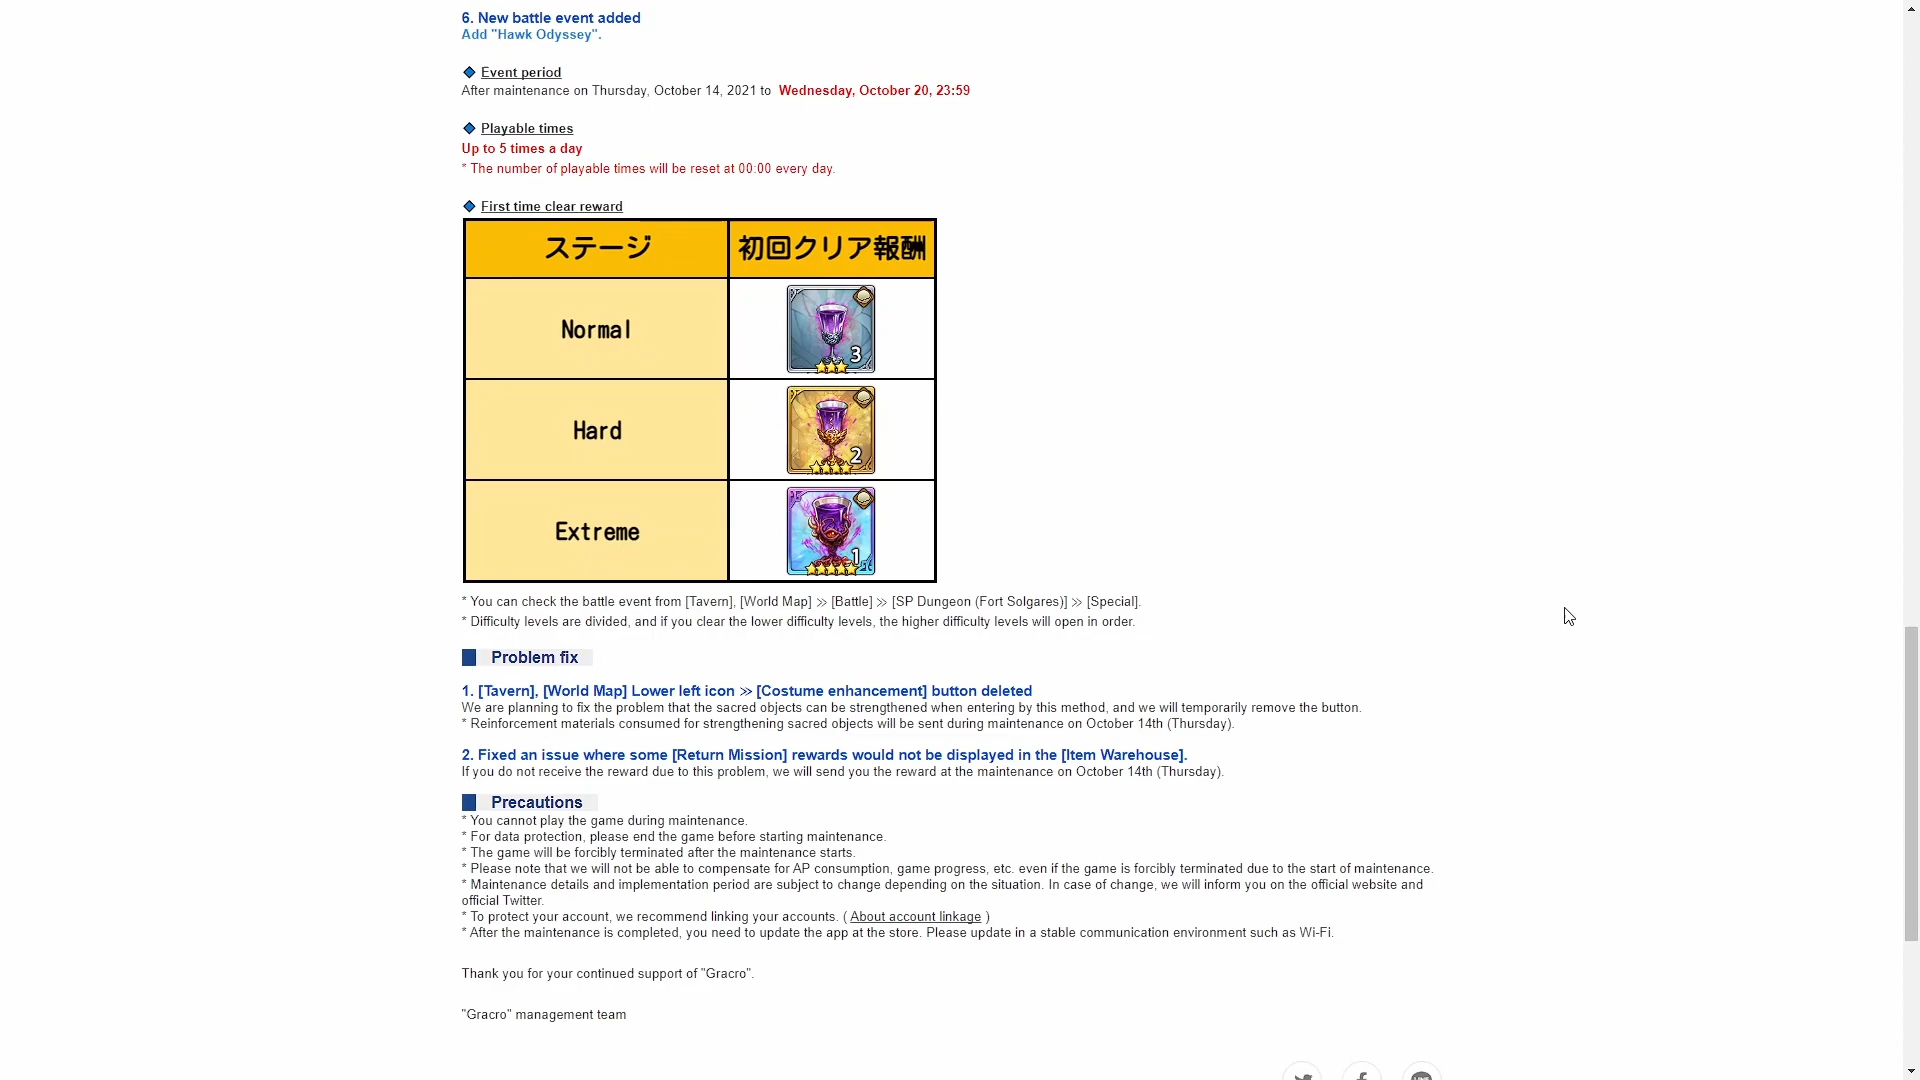 6. New battle event added
Add "Hawk Odyssey".
Event period
After maintenance on Thursday, October 14, 2021 to Wednesday, October 20, 23:59
Playable times
Up to 5 times a day
* The number of playable times will be reset at 00:00 every day.
First time clear reward
ステージ 初回クリア報酬
Normal 3
Hard 2
Extreme 1
* You can check the battle event from [Tavern], [World Map] ≫ [Battle] ≫ [SP Dungeon (Fort Solgares)] ≫ [Special].
* Difficulty levels are divided, and if you clear the lower difficulty levels, the higher difficulty levels will open in order.
Problem fix
1. [Tavern], [World Map] Lower left icon ≫ [Costume enhancement] button deleted
We are planning to fix the problem that the sacred objects can be strengthened when entering by this method, and we will temporarily remove the button.
* Reinforcement materials consumed for strengthening sacred objects will be sent during maintenance on October 14th (Thursday).
2. Fixed an issue where some [Return Mission] rewards would not be displayed in the [Item Warehouse].
If you do not receive the reward due to this problem, we will send you the reward at the maintenance on October 14th (Thursday).
Precautions
* You cannot play the game during maintenance.
* For data protection, please end the game before starting maintenance.
* The game will be forcibly terminated after the maintenance starts.
* Please note that we will not be able to compensate for AP consumption, game progress, etc. even if the game is forcibly terminated due to the start of maintenance.
* Maintenance details and implementation period are subject to change depending on the situation. In case of change, we will inform you on the official website and
official Twitter.
* To protect your account, we recommend linking your accounts. ( About account linkage )
* After the maintenance is completed, you need to update the app at the store. Please update in a stable communication environment such as Wi-Fi.
Thank you for your continued support of "Gracro".
"Gracro" management team